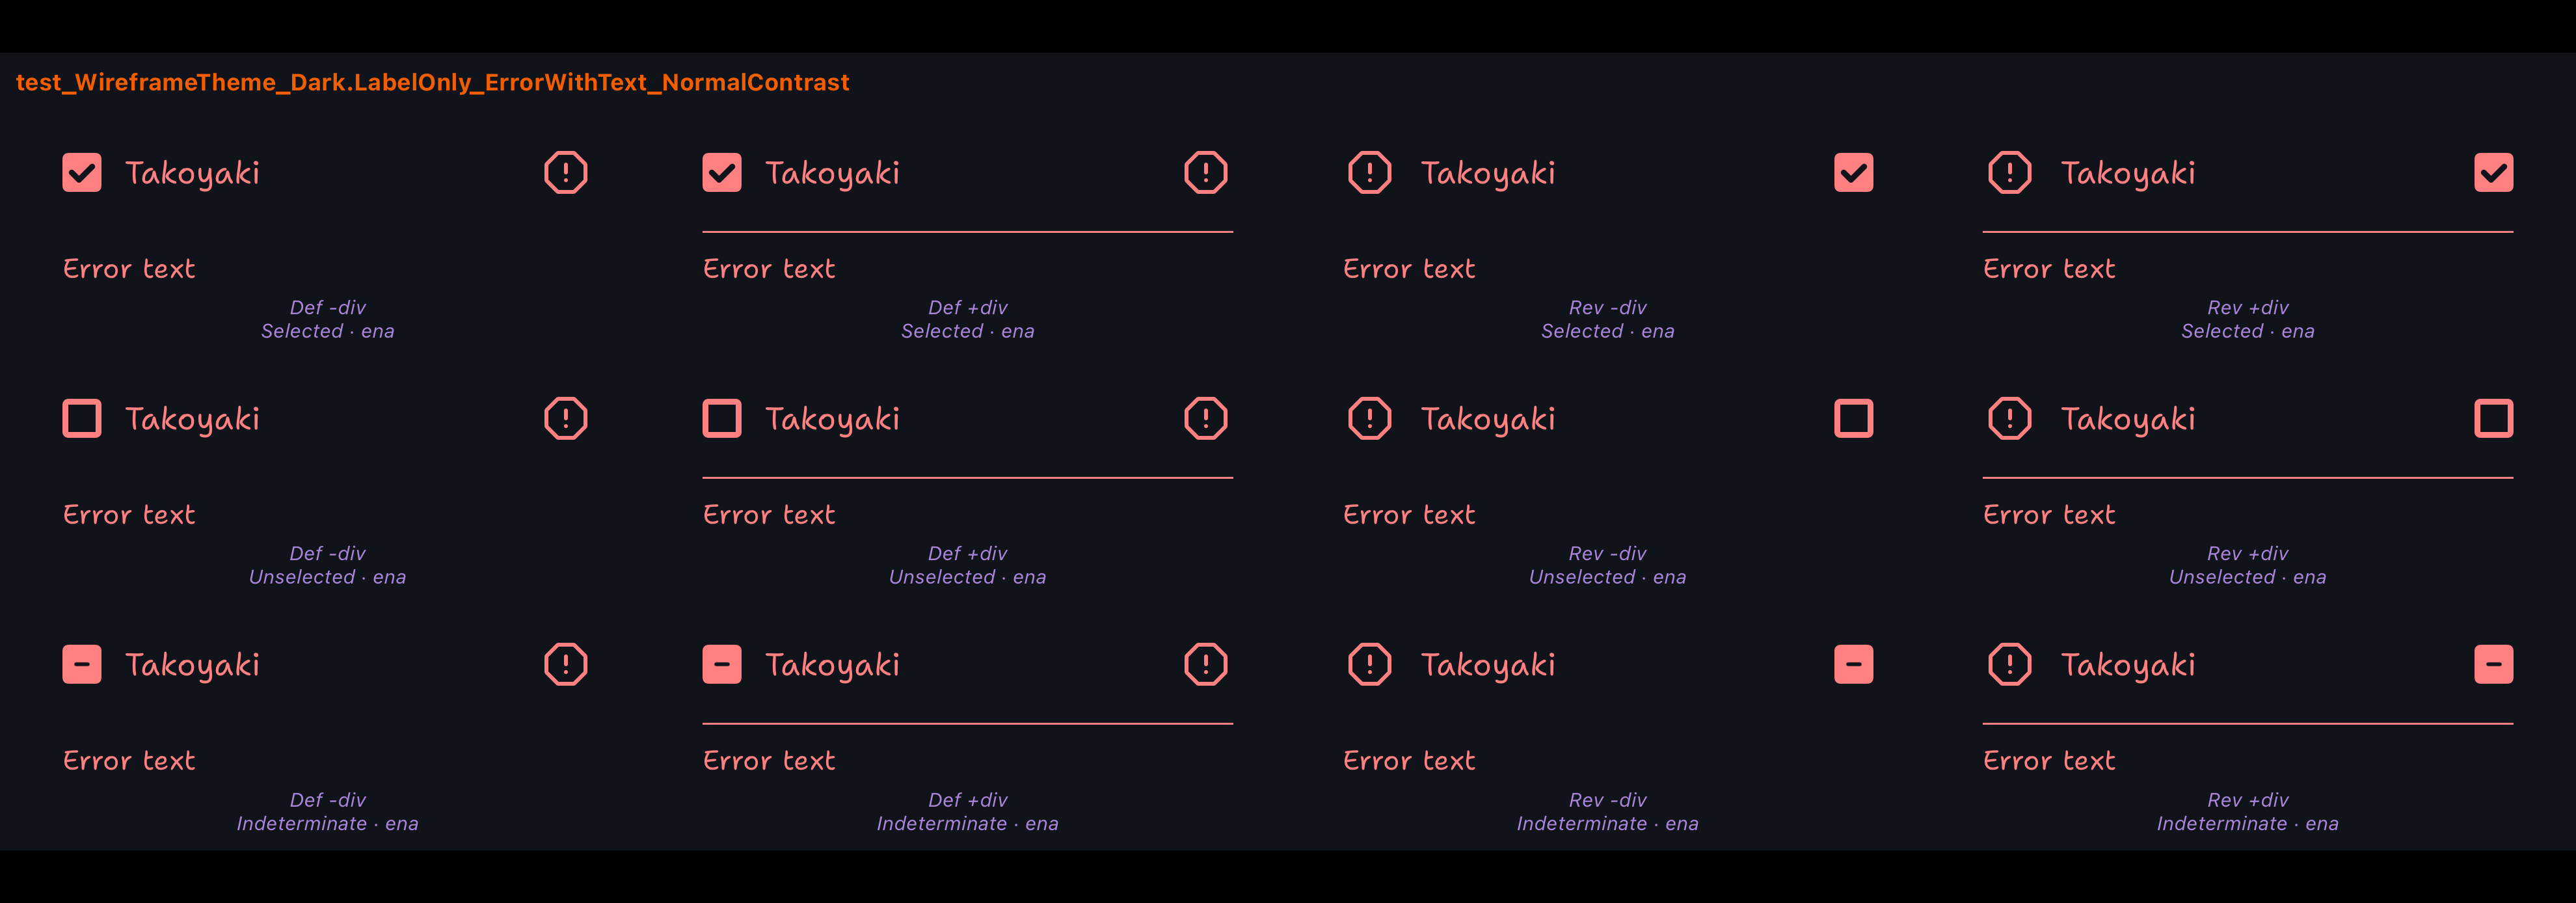 test_WireframeTheme_Dark.LabelOnly_ErrorWithText_NormalContrast
Takoyaki
Error text
Def -div
Selected · ena
Takoyaki
Error text
Def +div
Selected · ena
Takoyaki
Error text
Rev -div
Selected · ena
Takoyaki
Error text
Rev +div
Selected · ena
Takoyaki
Error text
Def -div
Unselected · ena
Takoyaki
Error text
Def +div
Unselected · ena
Takoyaki
Error text
Rev -div
Unselected · ena
Takoyaki
Error text
Rev +div
Unselected · ena
Takoyaki
Error text
Def -div
Indeterminate · ena
Takoyaki
Error text
Def +div
Indeterminate · ena
Takoyaki
Error text
Rev -div
Indeterminate · ena
Takoyaki
Error text
Rev +div
Indeterminate · ena